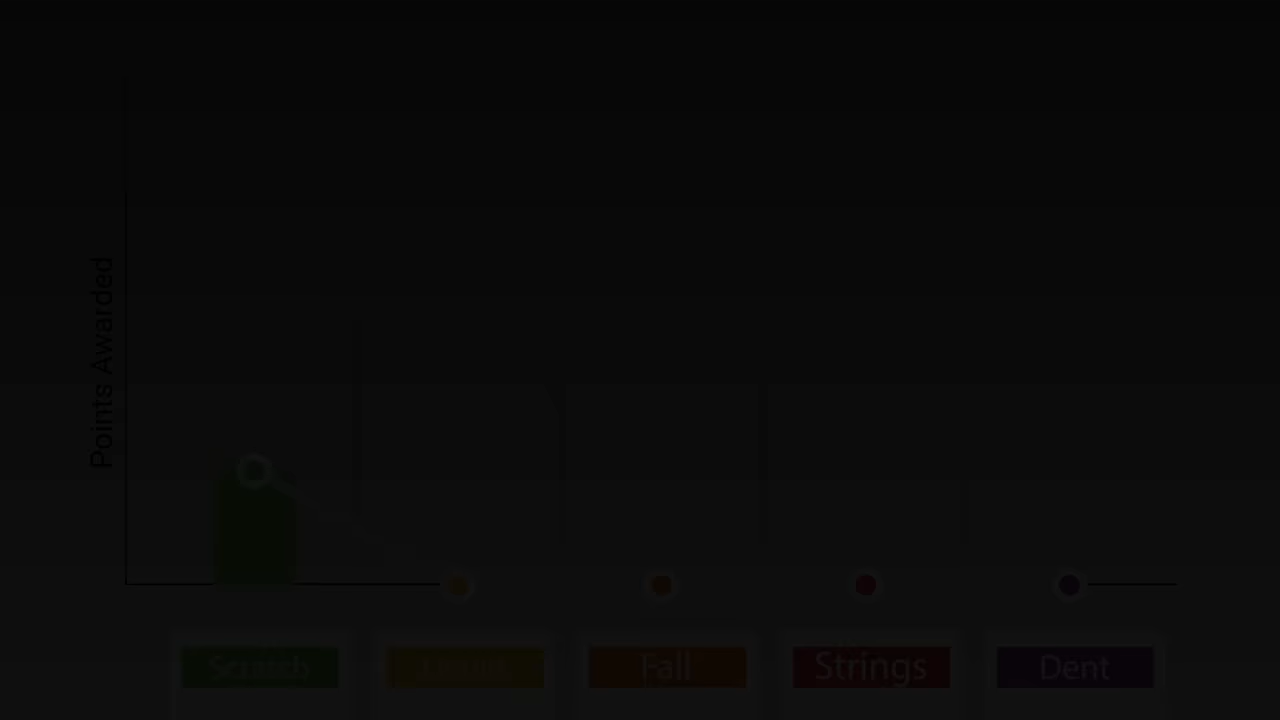 Points Awarded
Scratch
Fall
Strings
Dent